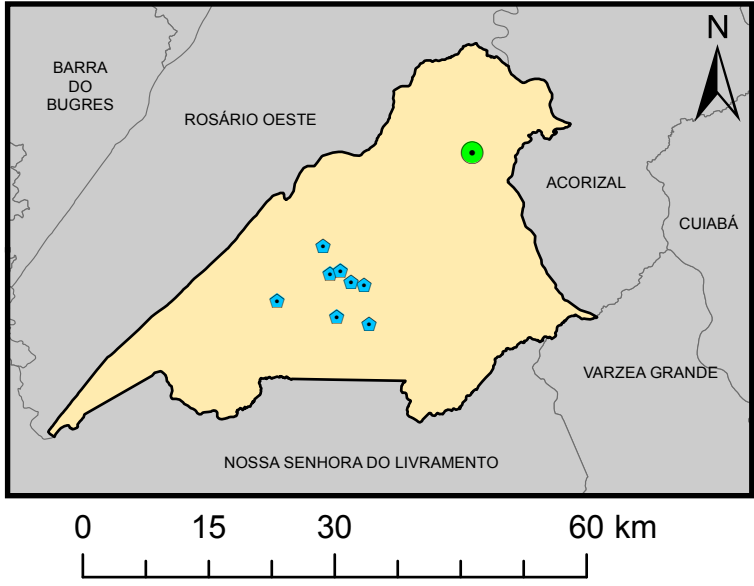 N
BARRA
DO
BUGRES
ROSÁRIO OESTE
ACORIZAL
CUIABÁ
VARZEA GRANDE
NOSSA SENHORA DO LIVRAMENTO
0 15 30 60 km